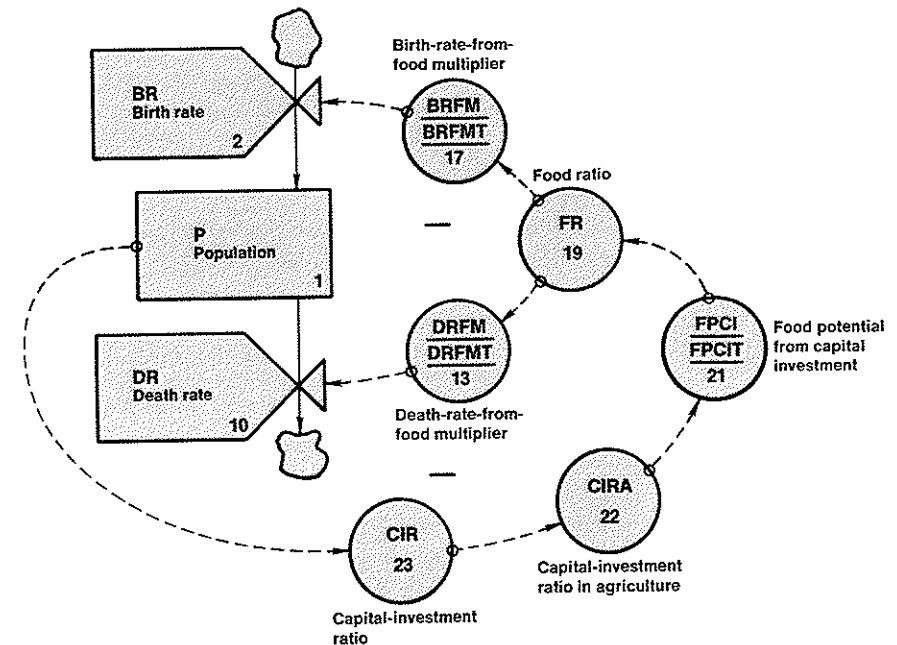 Birth-rate-from-
food multiplier
BR
Birth rate
2
BRFM
BRFMT
17
Food ratio
FR
19
P
Population
1
—
DRFM
DRFMT
13
FPCI
FPCIT
21
Food potential
from capital
investment
DR
Death rate
10
Death-rate-from-
food multiplier
—
CIRA
22
CIR
23
Capital-investment
ratio in agriculture
Capital-investment
ratio